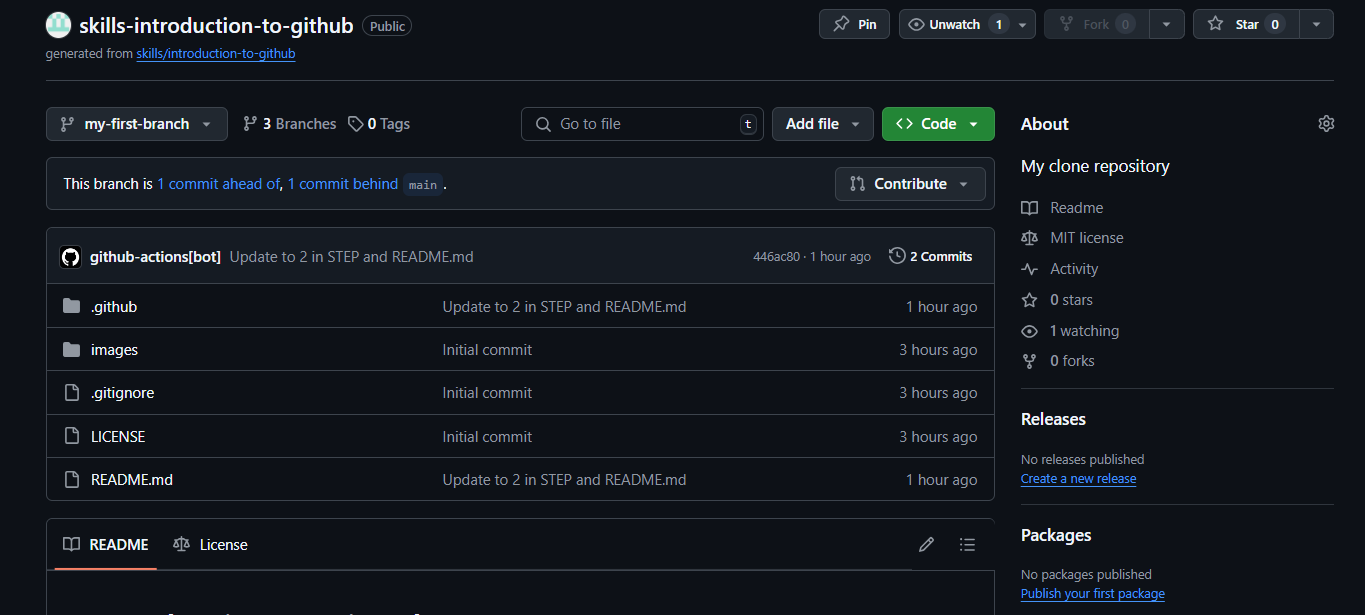 skills-introduction-to-github Public
Pin Unwatch 1 Fork 0 Star 0
generated from skills/introduction-to-github
my-first-branch 3 Branches 0 Tags Go to file t Add file Code
This branch is 1 commit ahead of, 1 commit behind main.
Contribute
github-actions[bot] Update to 2 in STEP and README.md 446ac80 · 1 hour ago 2 Commits
.github Update to 2 in STEP and README.md 1 hour ago
images Initial commit 3 hours ago
.gitignore Initial commit 3 hours ago
LICENSE Initial commit 3 hours ago
README.md Update to 2 in STEP and README.md 1 hour ago
README License
About
My clone repository
Readme
MIT license
Activity
0 stars
1 watching
0 forks
Releases
No releases published
Create a new release
Packages
No packages published
Publish your first package